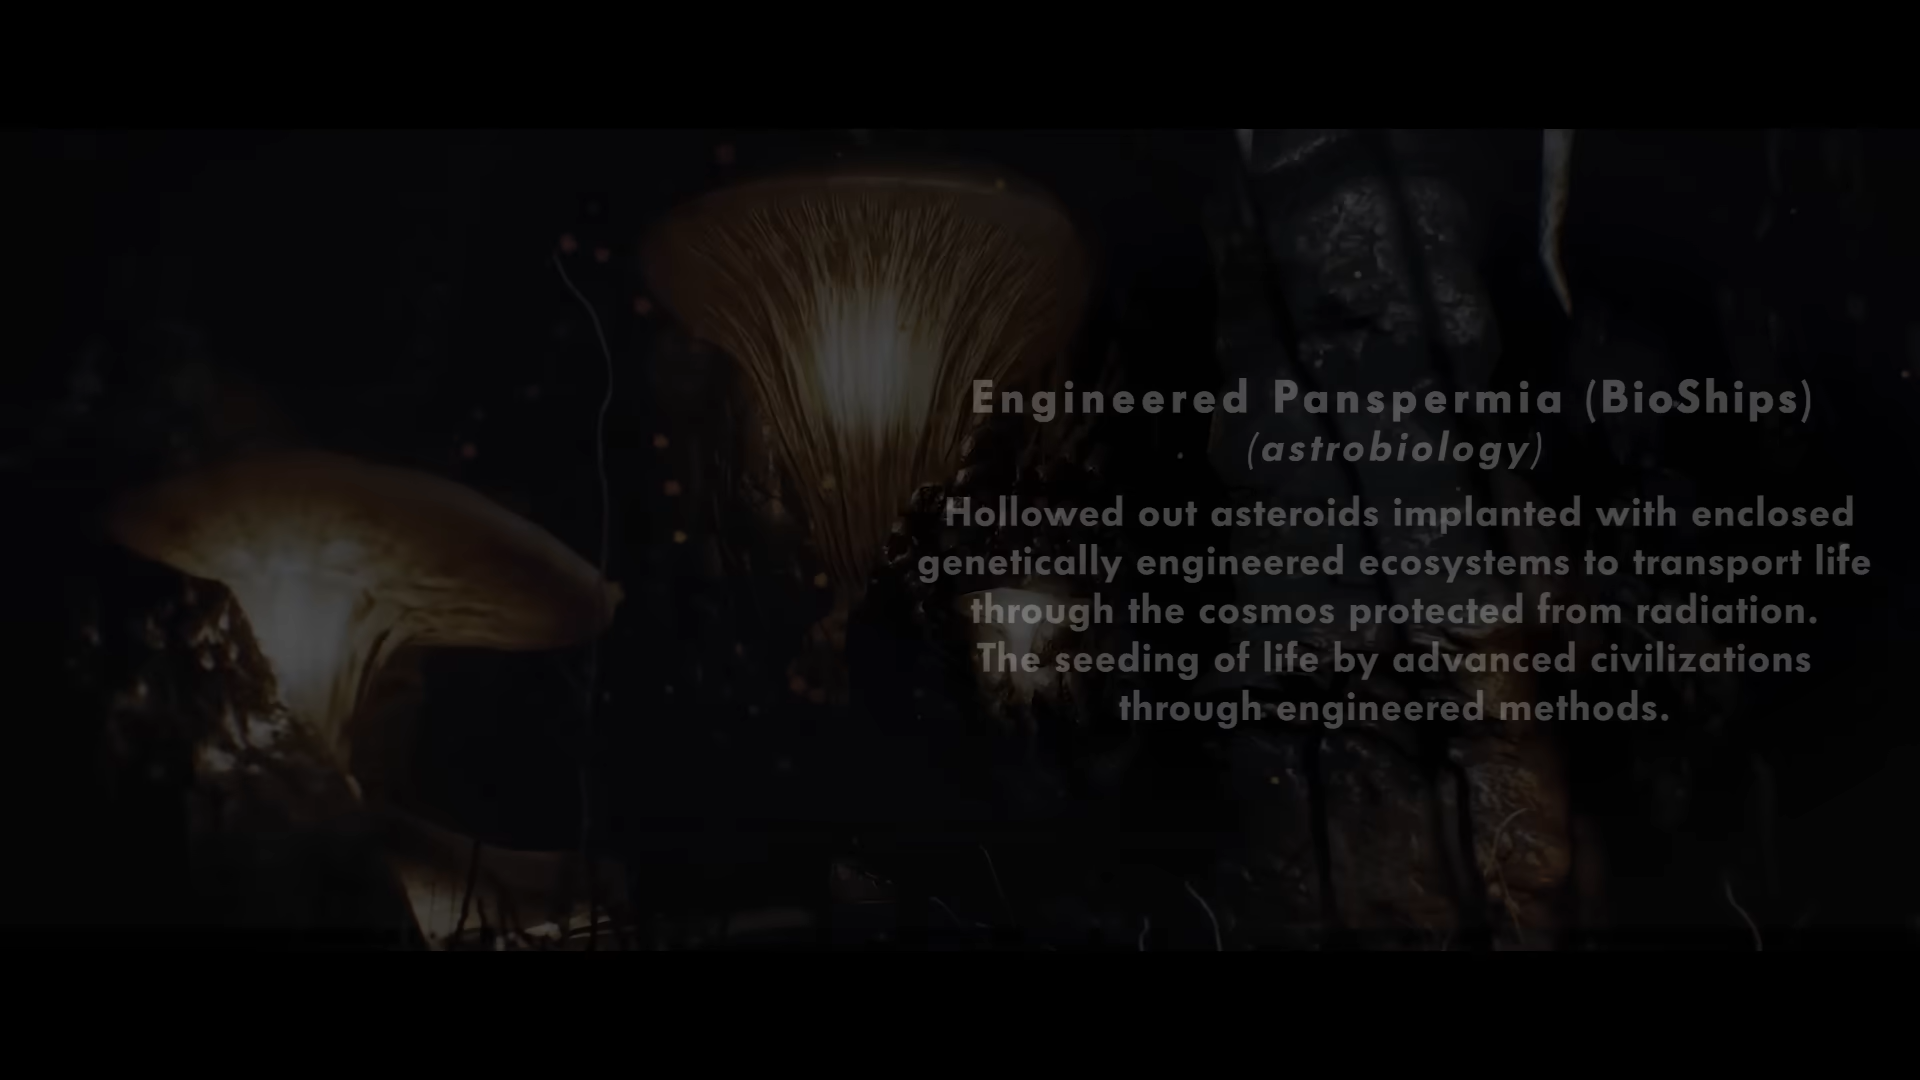 Engineered Panspermia (BioShips)
(astrobiology)
Hollowed out asteroids implanted with enclosed
genetically engineered ecosystems to transport life
through the cosmos protected from radiation.
The seeding of life by advanced civilizations
through engineered methods.